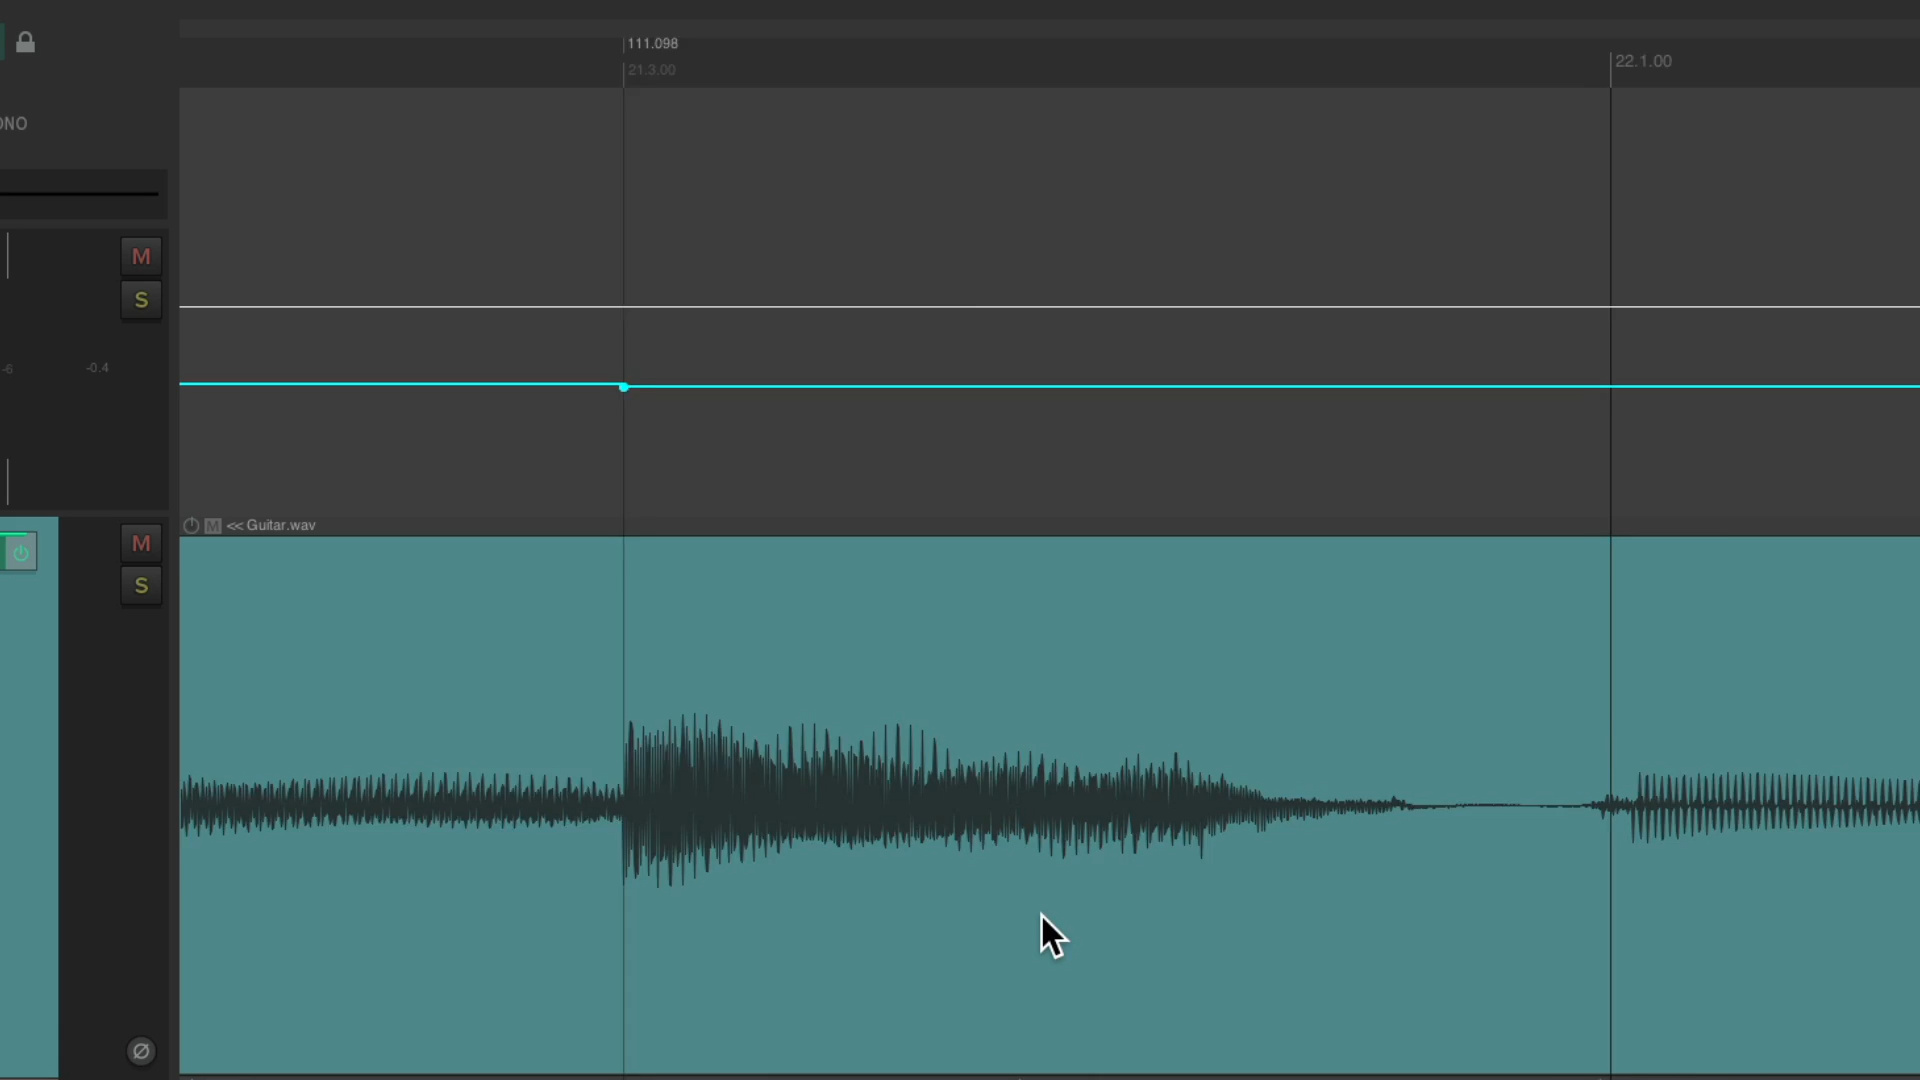 111.098
21.3.00
22.1.00
ONO
M
S
-6 -0.4
M << Guitar.wav
M
S